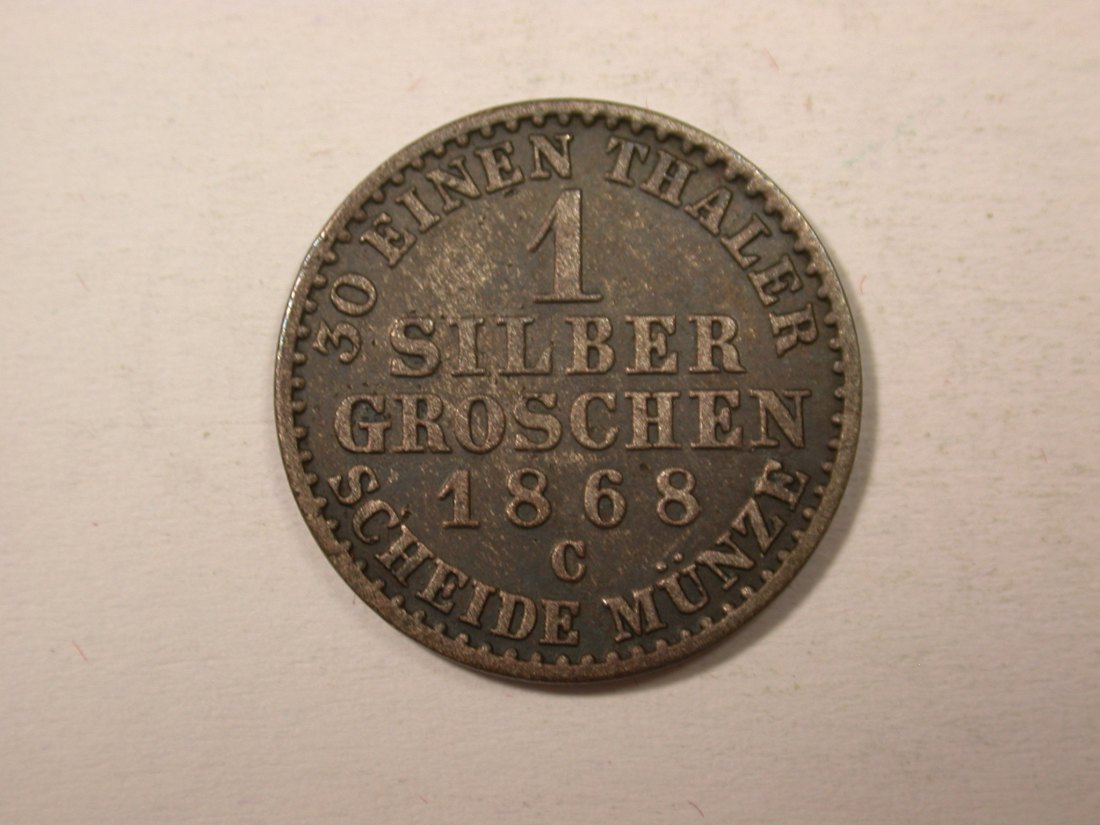 30 EINEN THALER
1
SILBER
GROSCHEN
1868
C
SCHEIDE MÜNZE